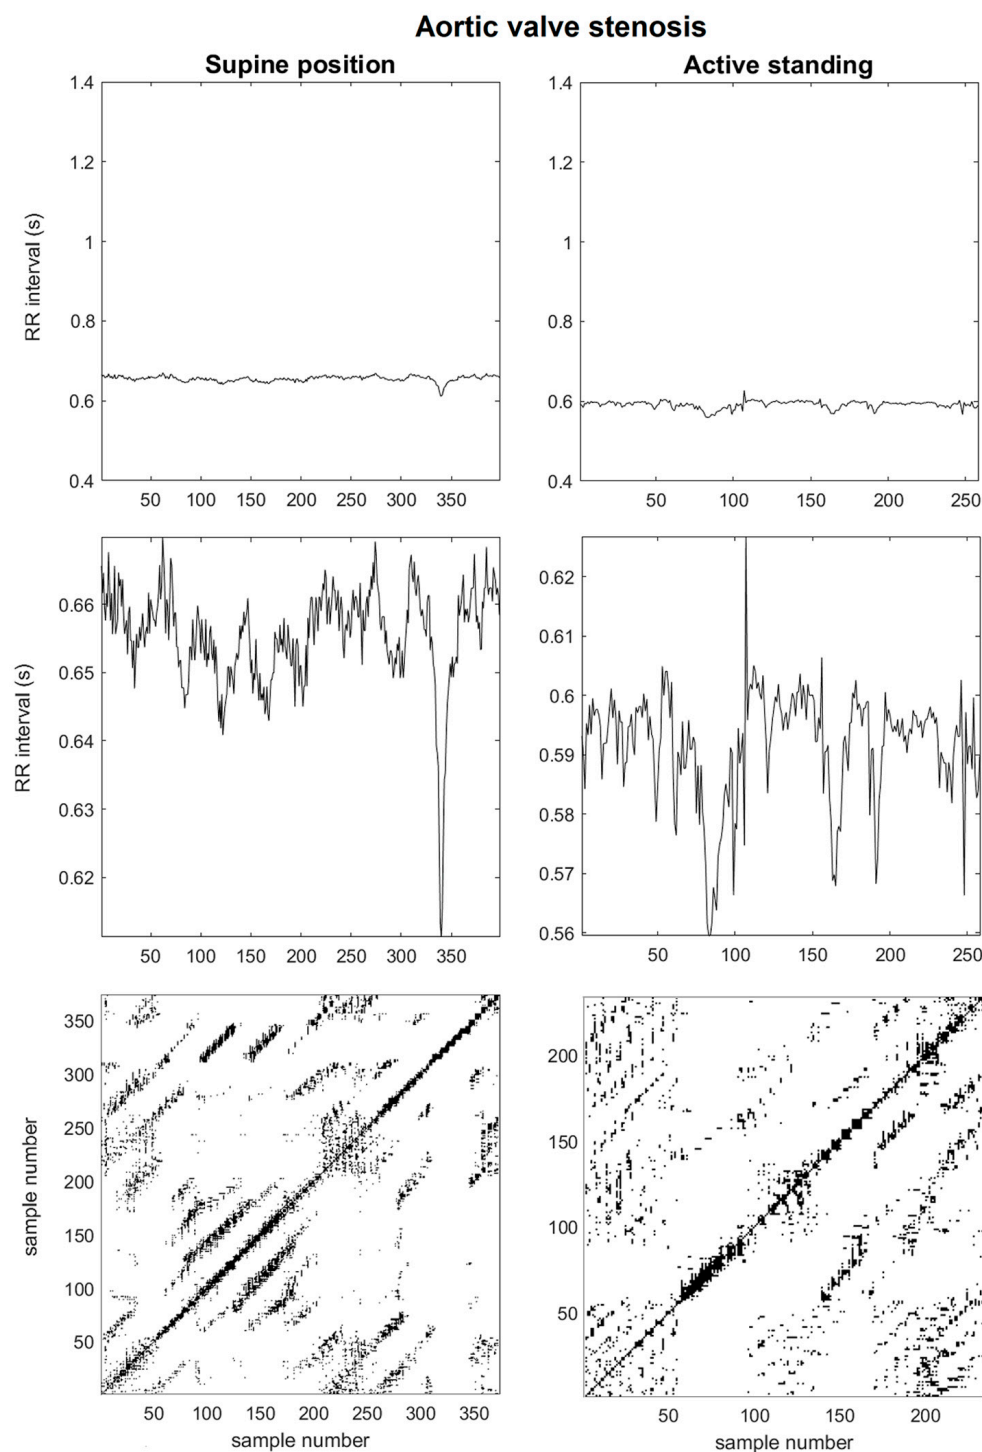 Aortic valve stenosis
Supine position
Active standing
RR interval (s)
1.4
1.2
1
0.8
0.6
0.4
50 100 150 200 250 300 350
1.4
1.2
1
0.8
0.6
0.4
50 100 150 200 250
RR interval (s)
0.66
0.65
0.64
0.63
0.62
50 100 150 200 250 300 350
0.62
0.61
0.6
0.59
0.58
0.57
0.56
50 100 150 200 250
sample number
350
300
250
200
150
100
50
50 100 150 200 250 300 350
sample number
200
150
100
50
50 100 150 200
sample number